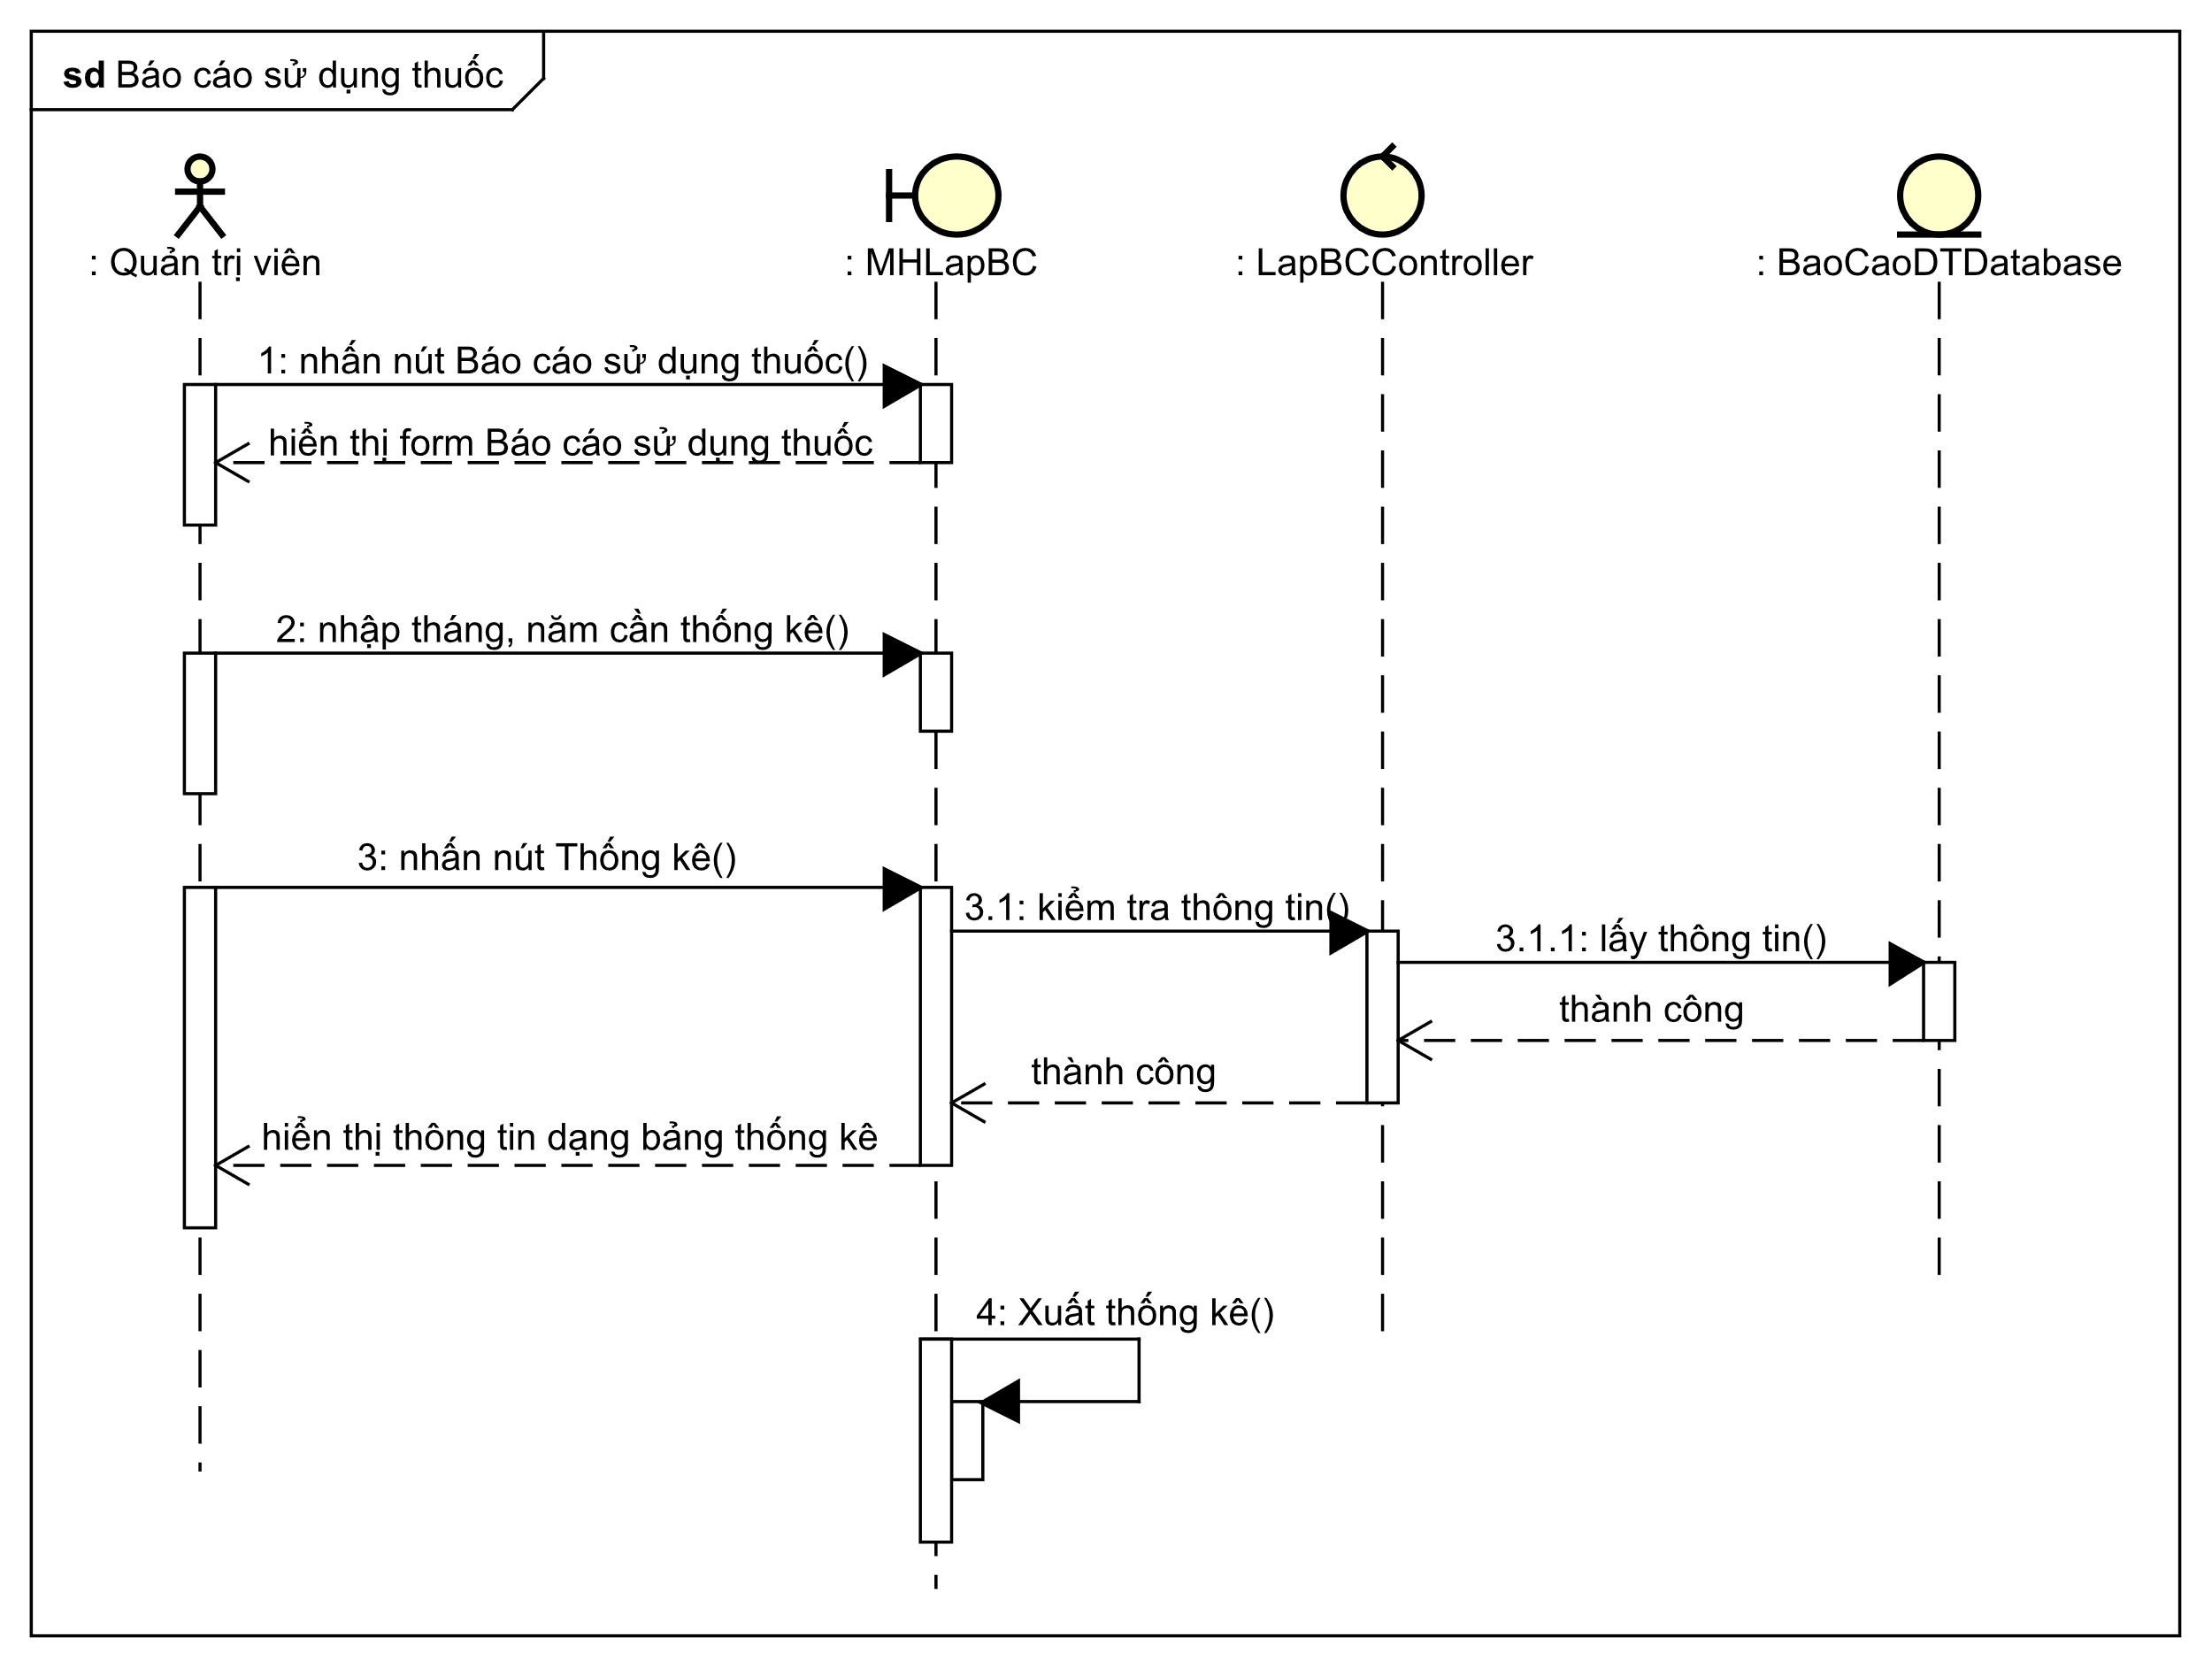 sd Báo cáo sử dụng thuốc
: Quản trị viên
: MHLapBC
: LapBCController
: BaoCaoDTDatabase
1: nhấn nút Báo cáo sử dụng thuốc()
hiển thị form Báo cáo sử dụng thuốc
2: nhập tháng, năm cần thống kê()
3: nhấn nút Thống kê()
3.1: kiểm tra thông tin()
3.1.1: lấy thông tin()
thành công
thành công
hiển thị thông tin dạng bảng thống kê
4: Xuất thống kê()